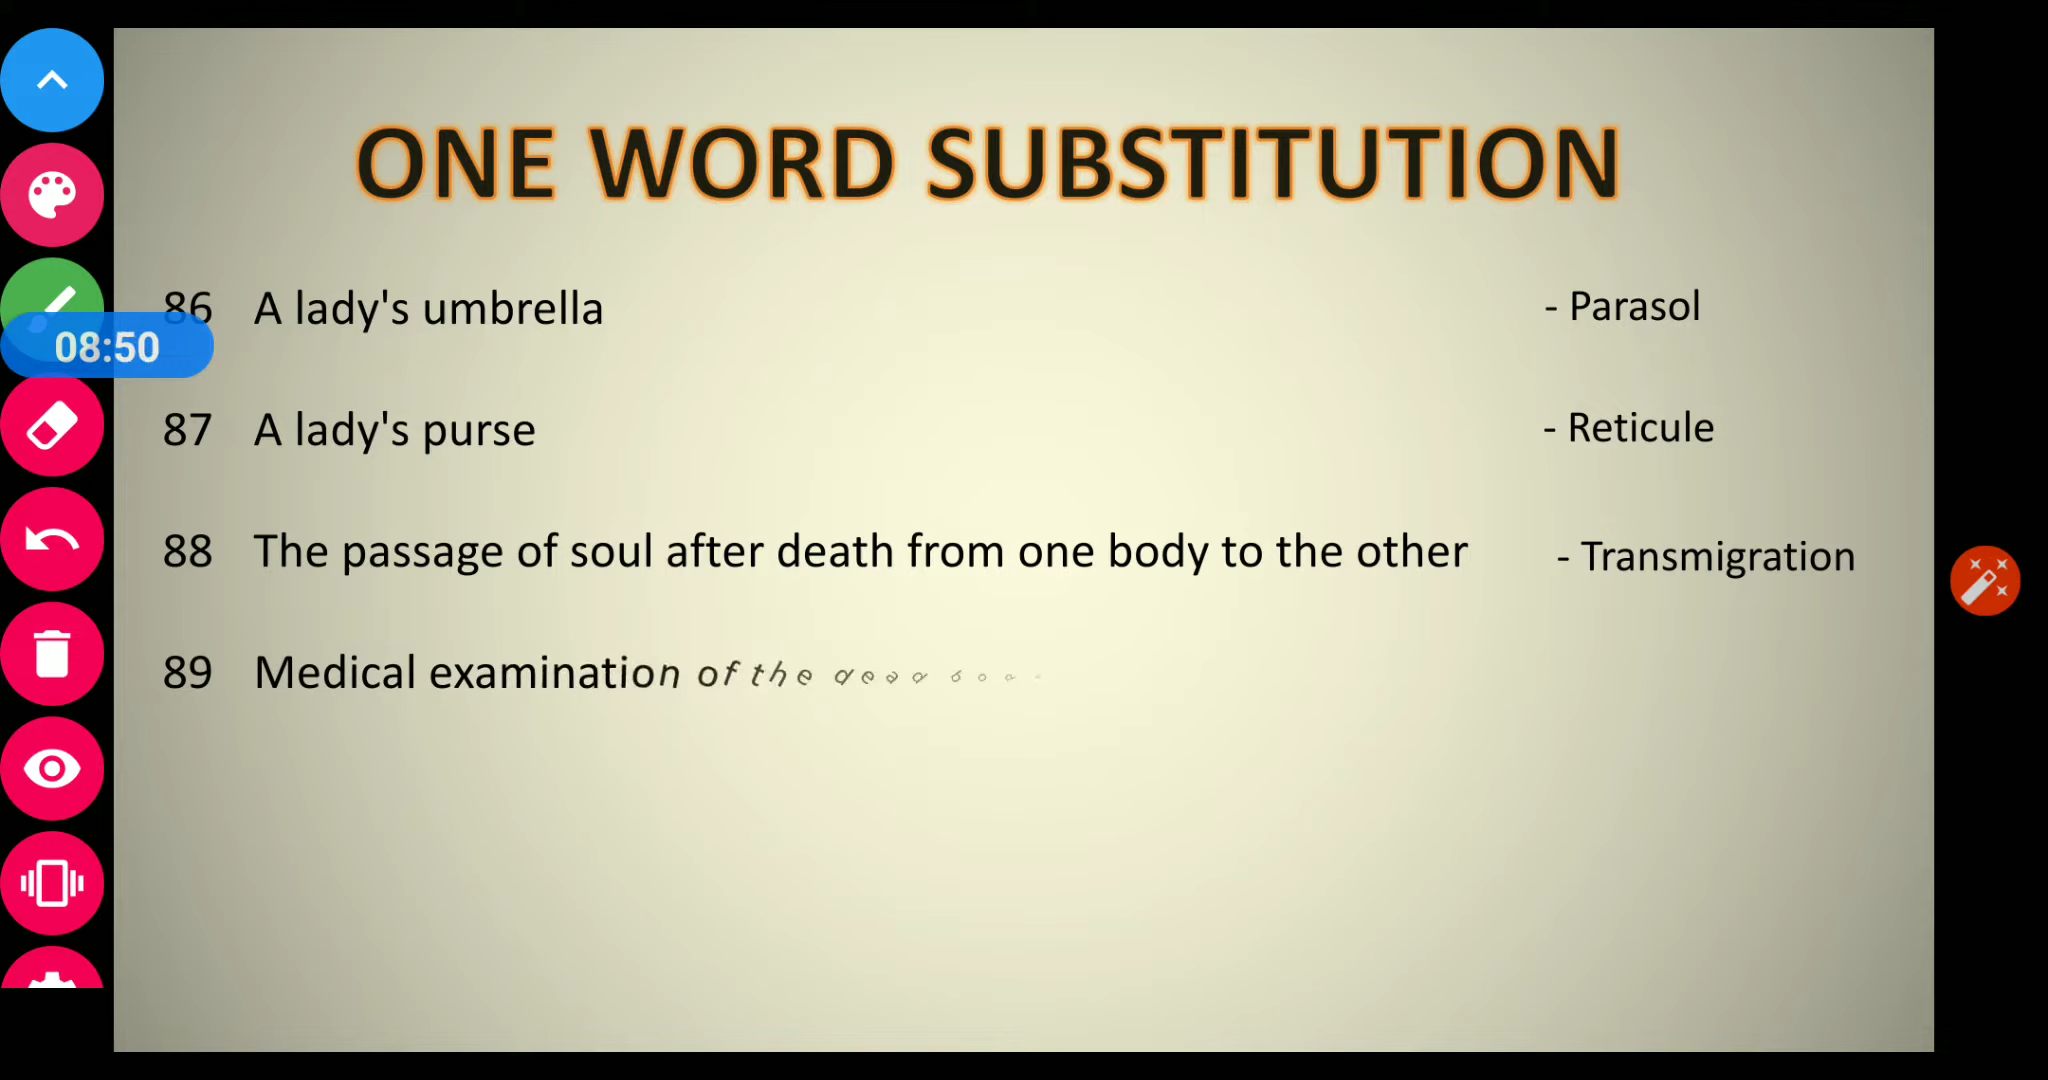 ONE WORD SUBSTITUTION
86 A lady's umbrella - Parasol
08:50
87 A lady's purse - Reticule
88 The passage of soul after death from one body to the other - Transmigration
89 Medical examination of the dead